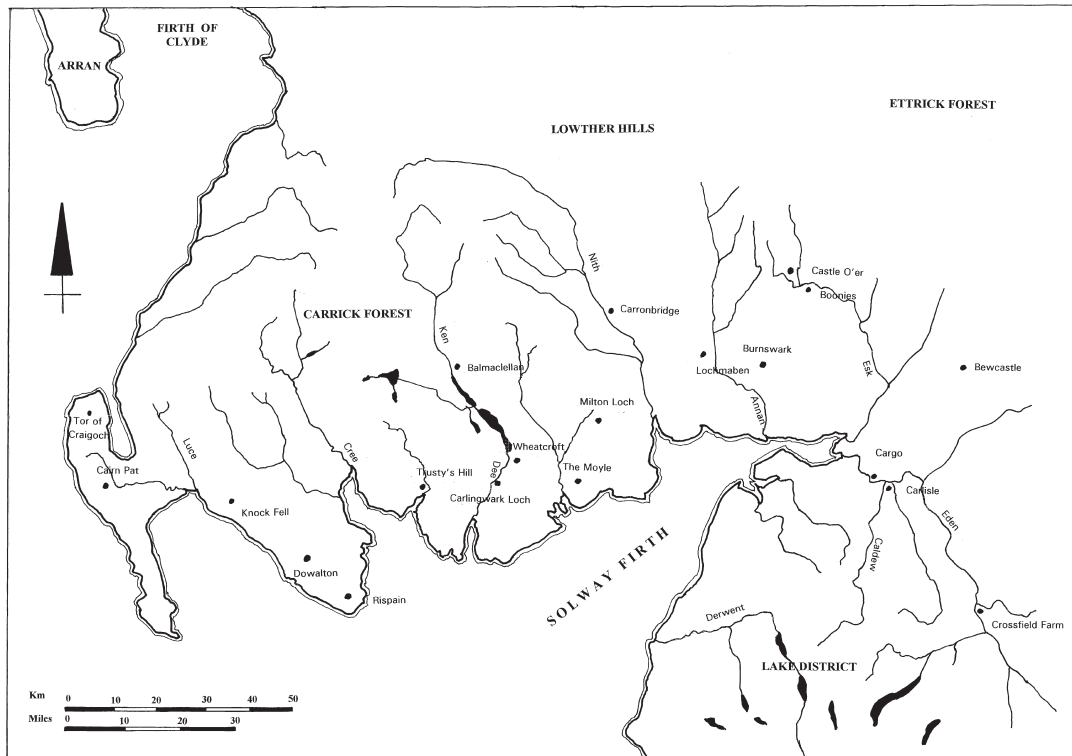 FIRTH OF
CLYDE
ARRAN
ETTRICK FOREST
LOWTHER HILLS
Nith
Castle O'er
Boonies
Carronbridge
CARRICK FOREST
Ken
Burnswark
Esk
Balmaclellan
Lochmaben
Bewcastle
Milton Loch
Annan
Tor of
Craigoch
Luce
Cree
Wheatcroft
Cargo
Cairn Pat
Trusty's Hill
Dee
The Moyle
Carlingwark Loch
Carlisle
Knock Fell
Eden
Caldew
SOLWAY FIRTH
Dowalton
Rispain
Derwent
Crossfield Farm
LAKE DISTRICT
Km 0 10 20 30 40 50
Miles 0 10 20 30